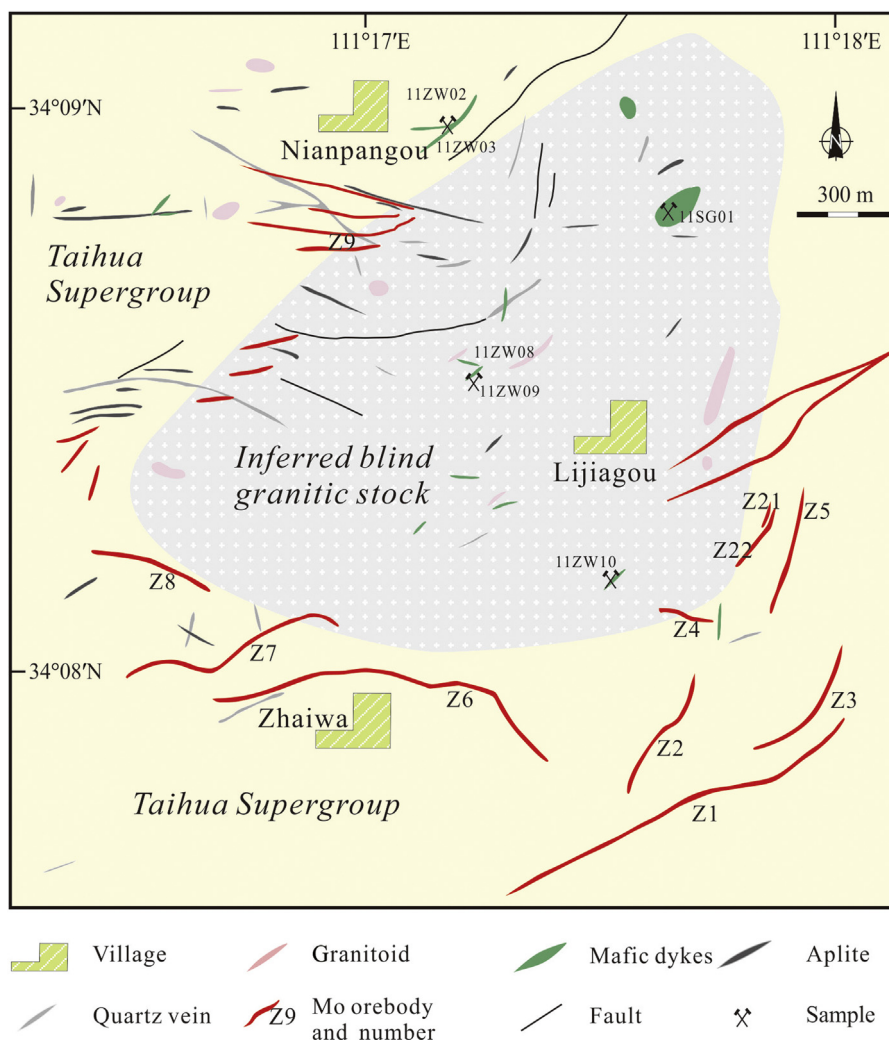 111°17′E
111°18′E
34°09′N
11ZW02
11ZW03
Nianpangou
N
300 m
11SG01
Z9
Taihua
Supergroup
11ZW08
11ZW09
Inferred blind
granitic stock
Lijiagou
Z21
Z5
Z22
11ZW10
Z8
Z4
Z7
34°08′N
Z6
Z3
Zhaiwa
Z2
Taihua Supergroup
Z1
Village
Granitoid
Mafic dykes
Aplite
Quartz vein
Z9
Mo orebody
and number
Fault
Sample